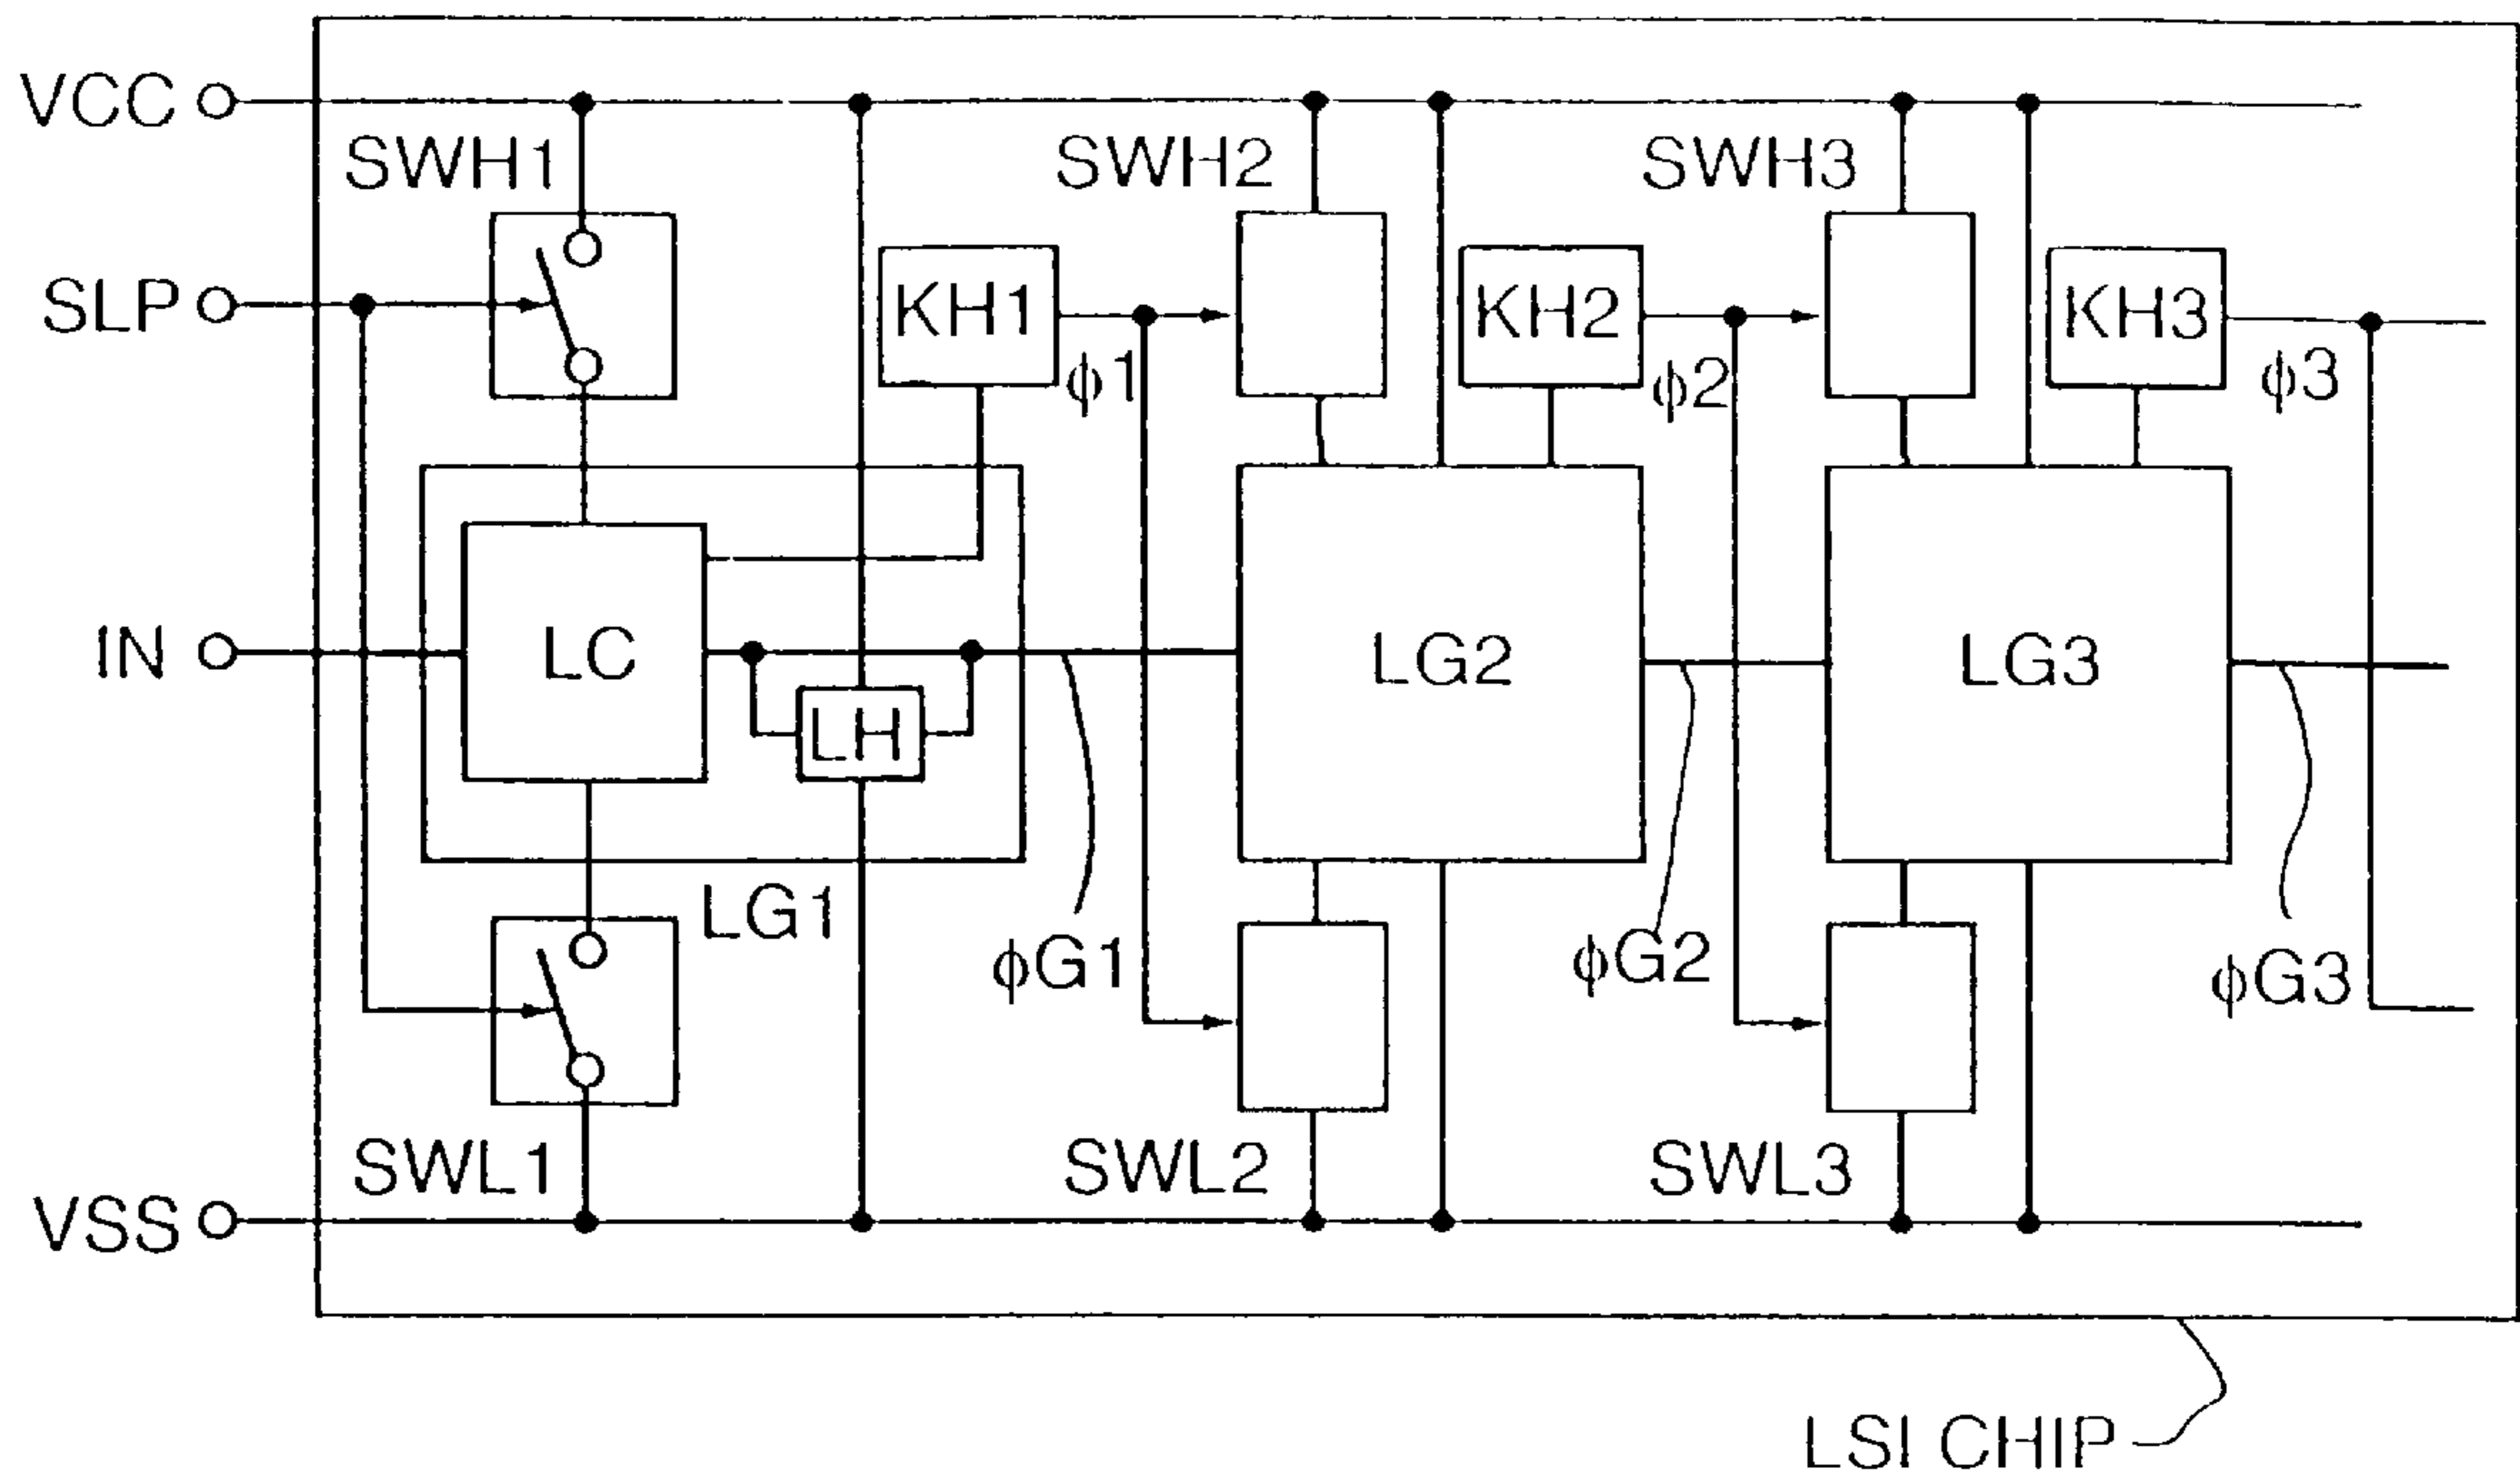 VCC
SWH1
SWH2
SWH3
SLP
KH1
KH2
KH3
ϕ1
ϕ2
ϕ3
IN
LC
LG2
LG3
LH
LG1
ϕG1
ϕG2
ϕG3
SWL1
SWL2
SWL3
VSS
LSI CHIP